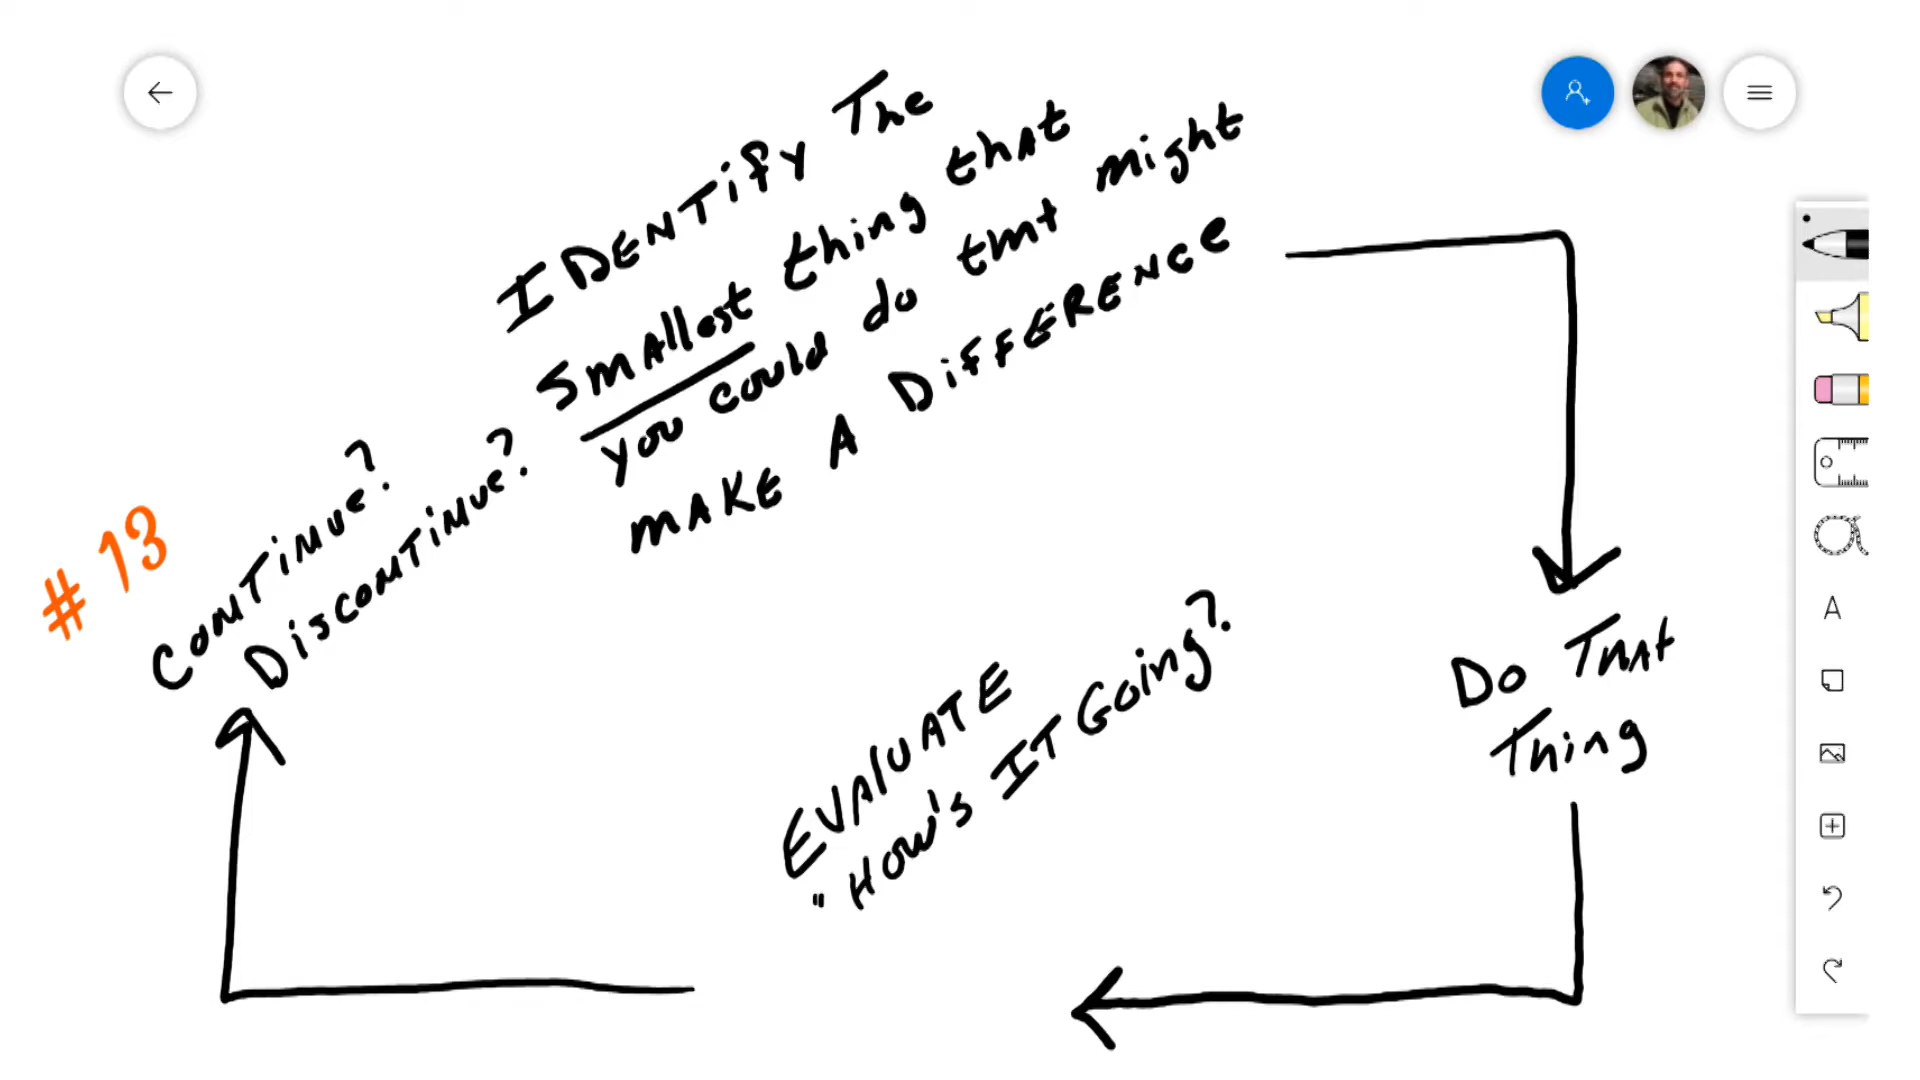 IDENTIFY The
Smallest thing that
you could do that might
MAKE A DIFFERENCE
# 13
CONTINUE?
DISCONTINUE?
Do That
Thing
EVALUATE
"How's IT Going?
A